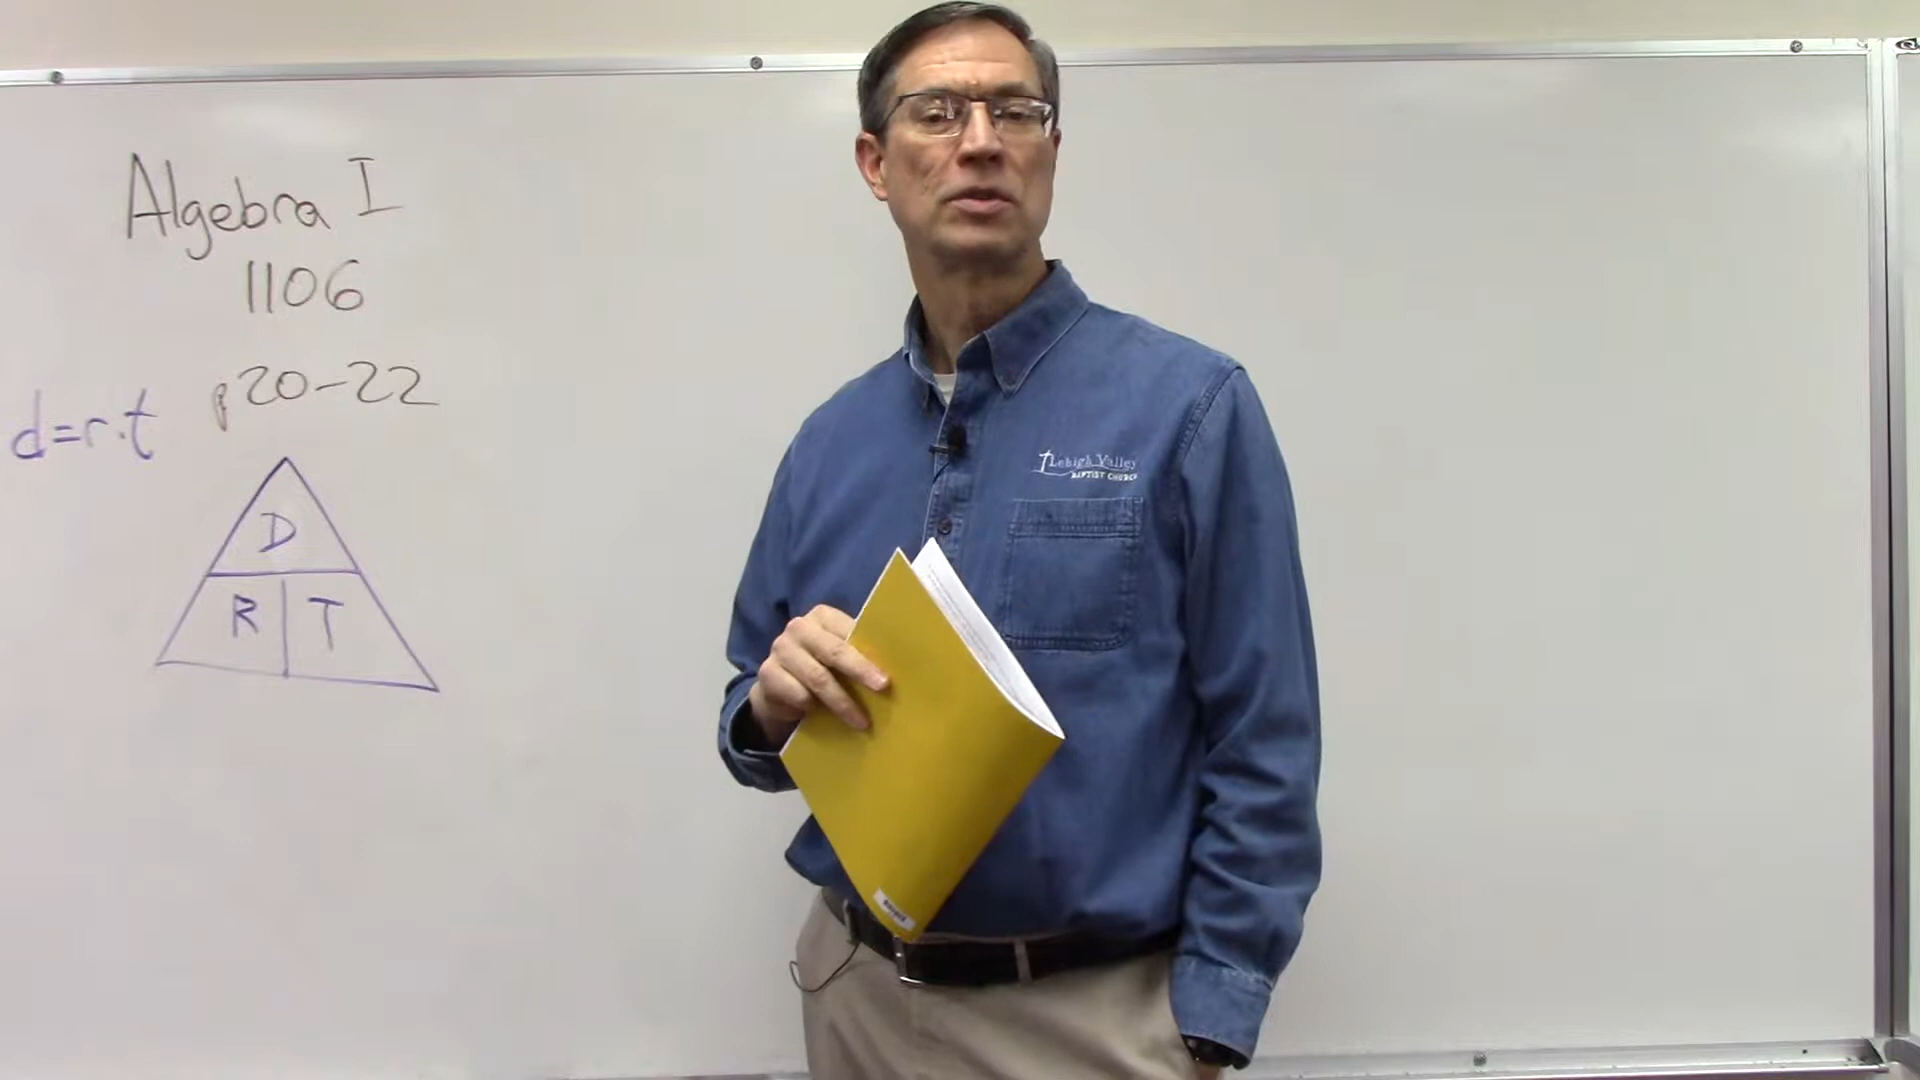 Algebra I
1106
p20-22
d=r.t
D
R T
Lehigh Valley
BAPTIST CHURCH